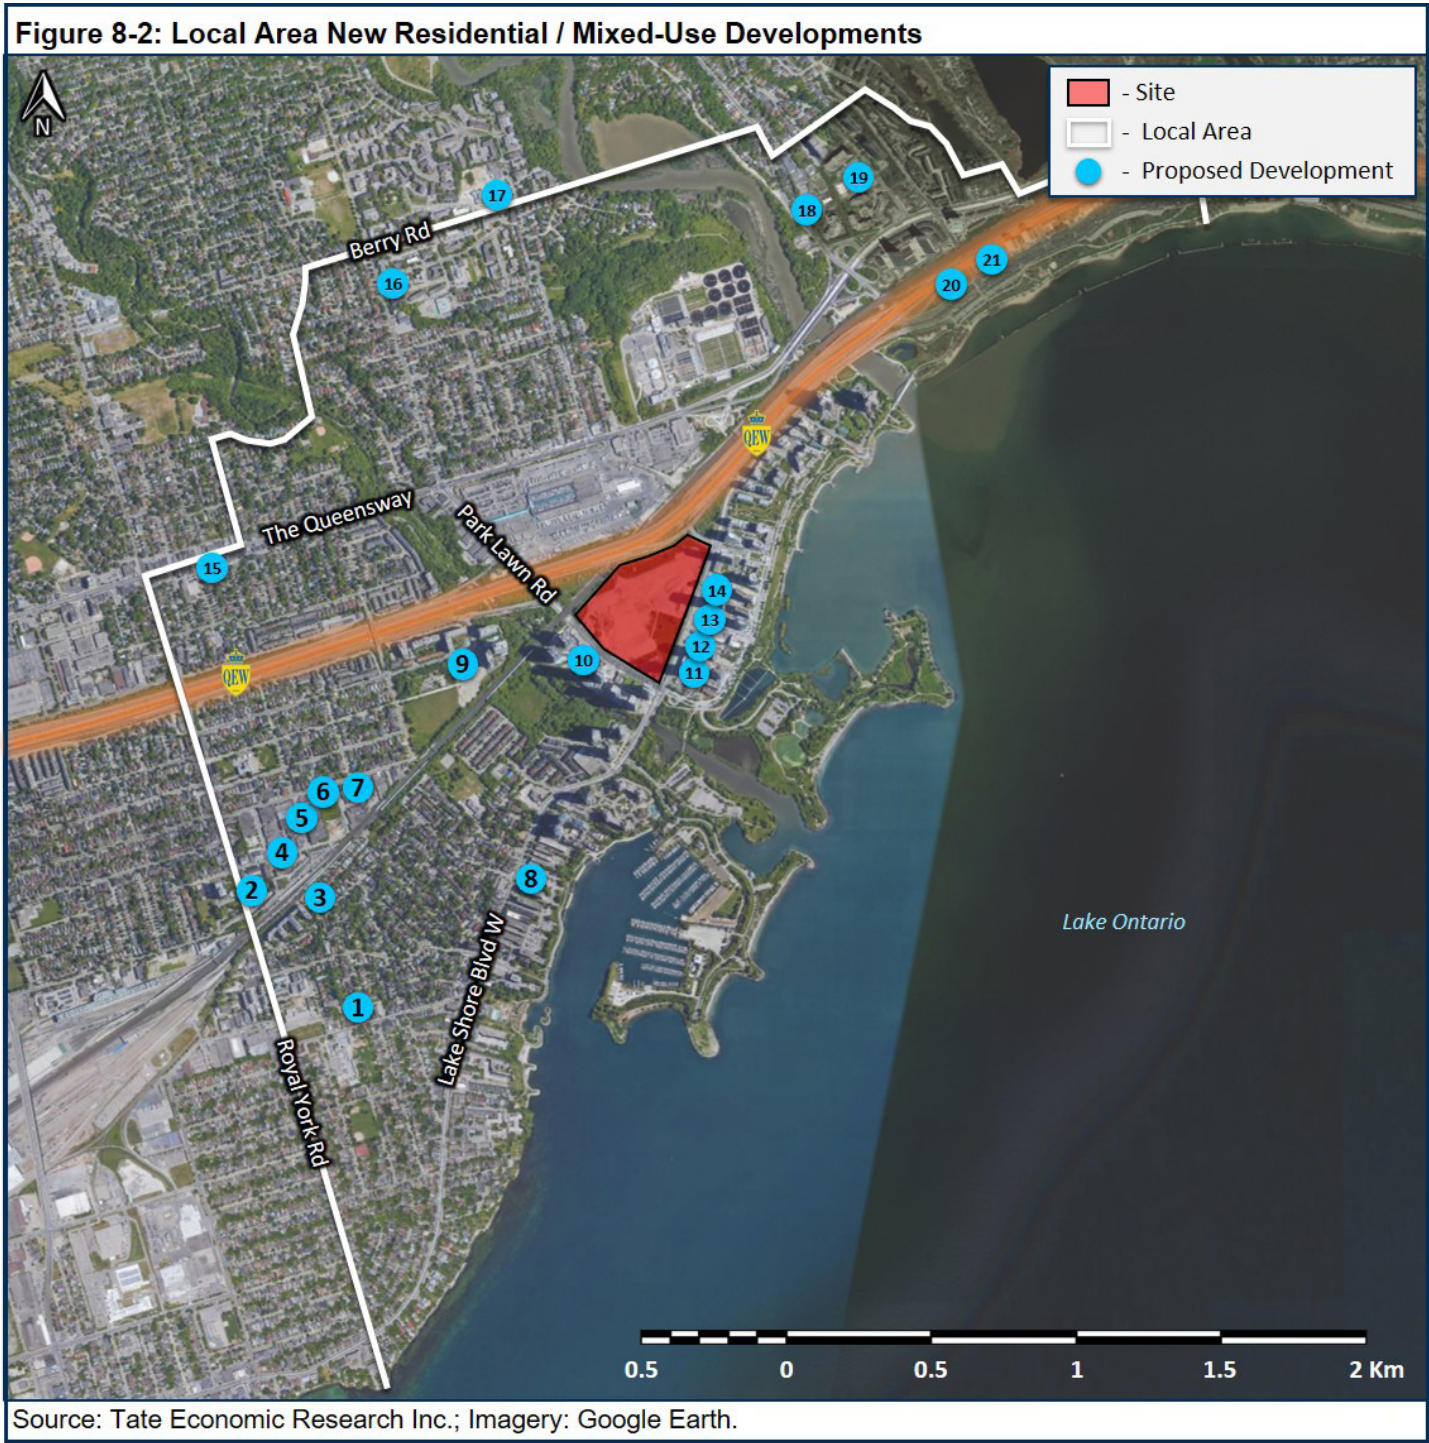 Figure 8-2: Local Area New Residential / Mixed-Use Developments
N
- Site
- Local Area
- Proposed Development
19
17
18
Berry Rd
21
16
20
QEW
The Queensway
Park Lawn Rd
15
14
13
12
10
9
11
QEW
7
6
5
4
8
2
3
Lake Ontario
Lake Shore Blvd W
1
Royal York Rd
0.5 0 0.5 1 1.5 2 Km
Source: Tate Economic Research Inc.; Imagery: Google Earth.